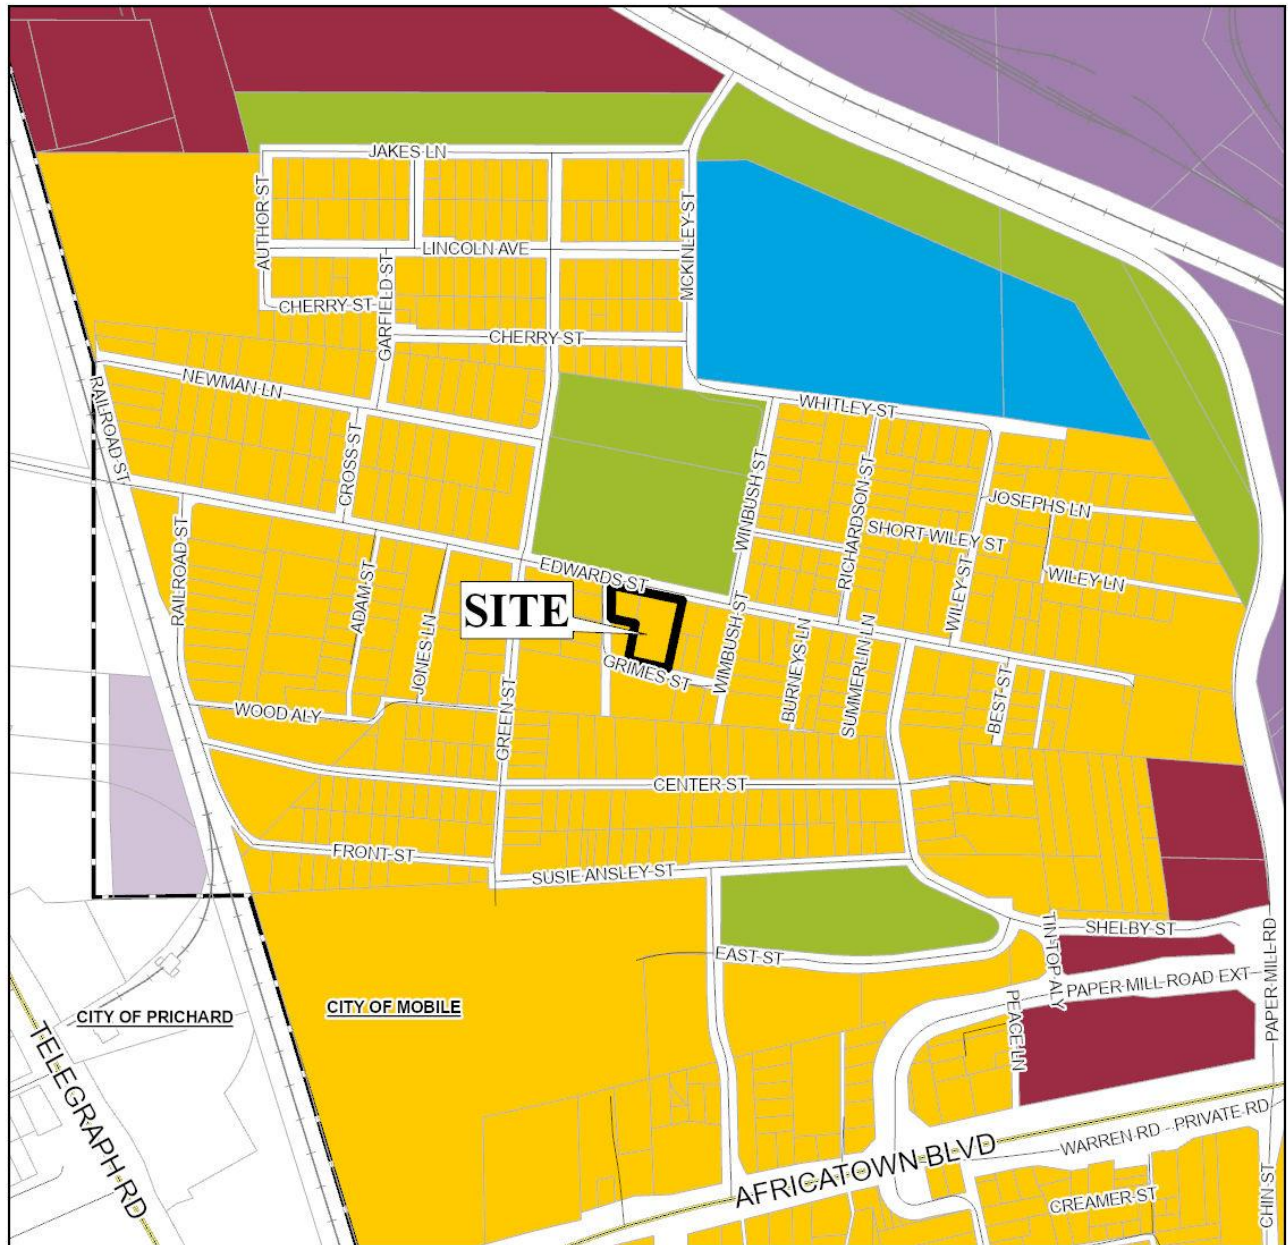 JAKES LN
AUTHOR ST
LINCOLN AVE
MCKINLEY ST
GARFIELD ST
CHERRY ST
CHERRY ST
NEWMAN LN
WHITLEY ST
RAILROAD ST
CROSS ST
WINBUSH ST
RICHARDSON ST
JOSEPHS LN
SHORT WILEY ST
RAILROAD ST
ADAM ST
EDWARDS ST
WILEY ST
WILEY LN
SITE
JONES LN
GRIMES ST
WIMBUSH ST
BURNEYS LN
SUMMERLIN LN
BEST ST
WOOD ALY
GREEN ST
CENTER ST
FRONT ST
SUSIE ANSLEY ST
SHELBY ST
TIN TOP ALY
EAST ST
PAPER MILL ROAD EXT
PAPER MILL RD
PEACE LN
CITY OF PRICHARD
CITY OF MOBILE
TELEGRAPH RD
AFRICATOWN BLVD
WARREN RD - PRIVATE RD
CREAMER ST
CHIN ST